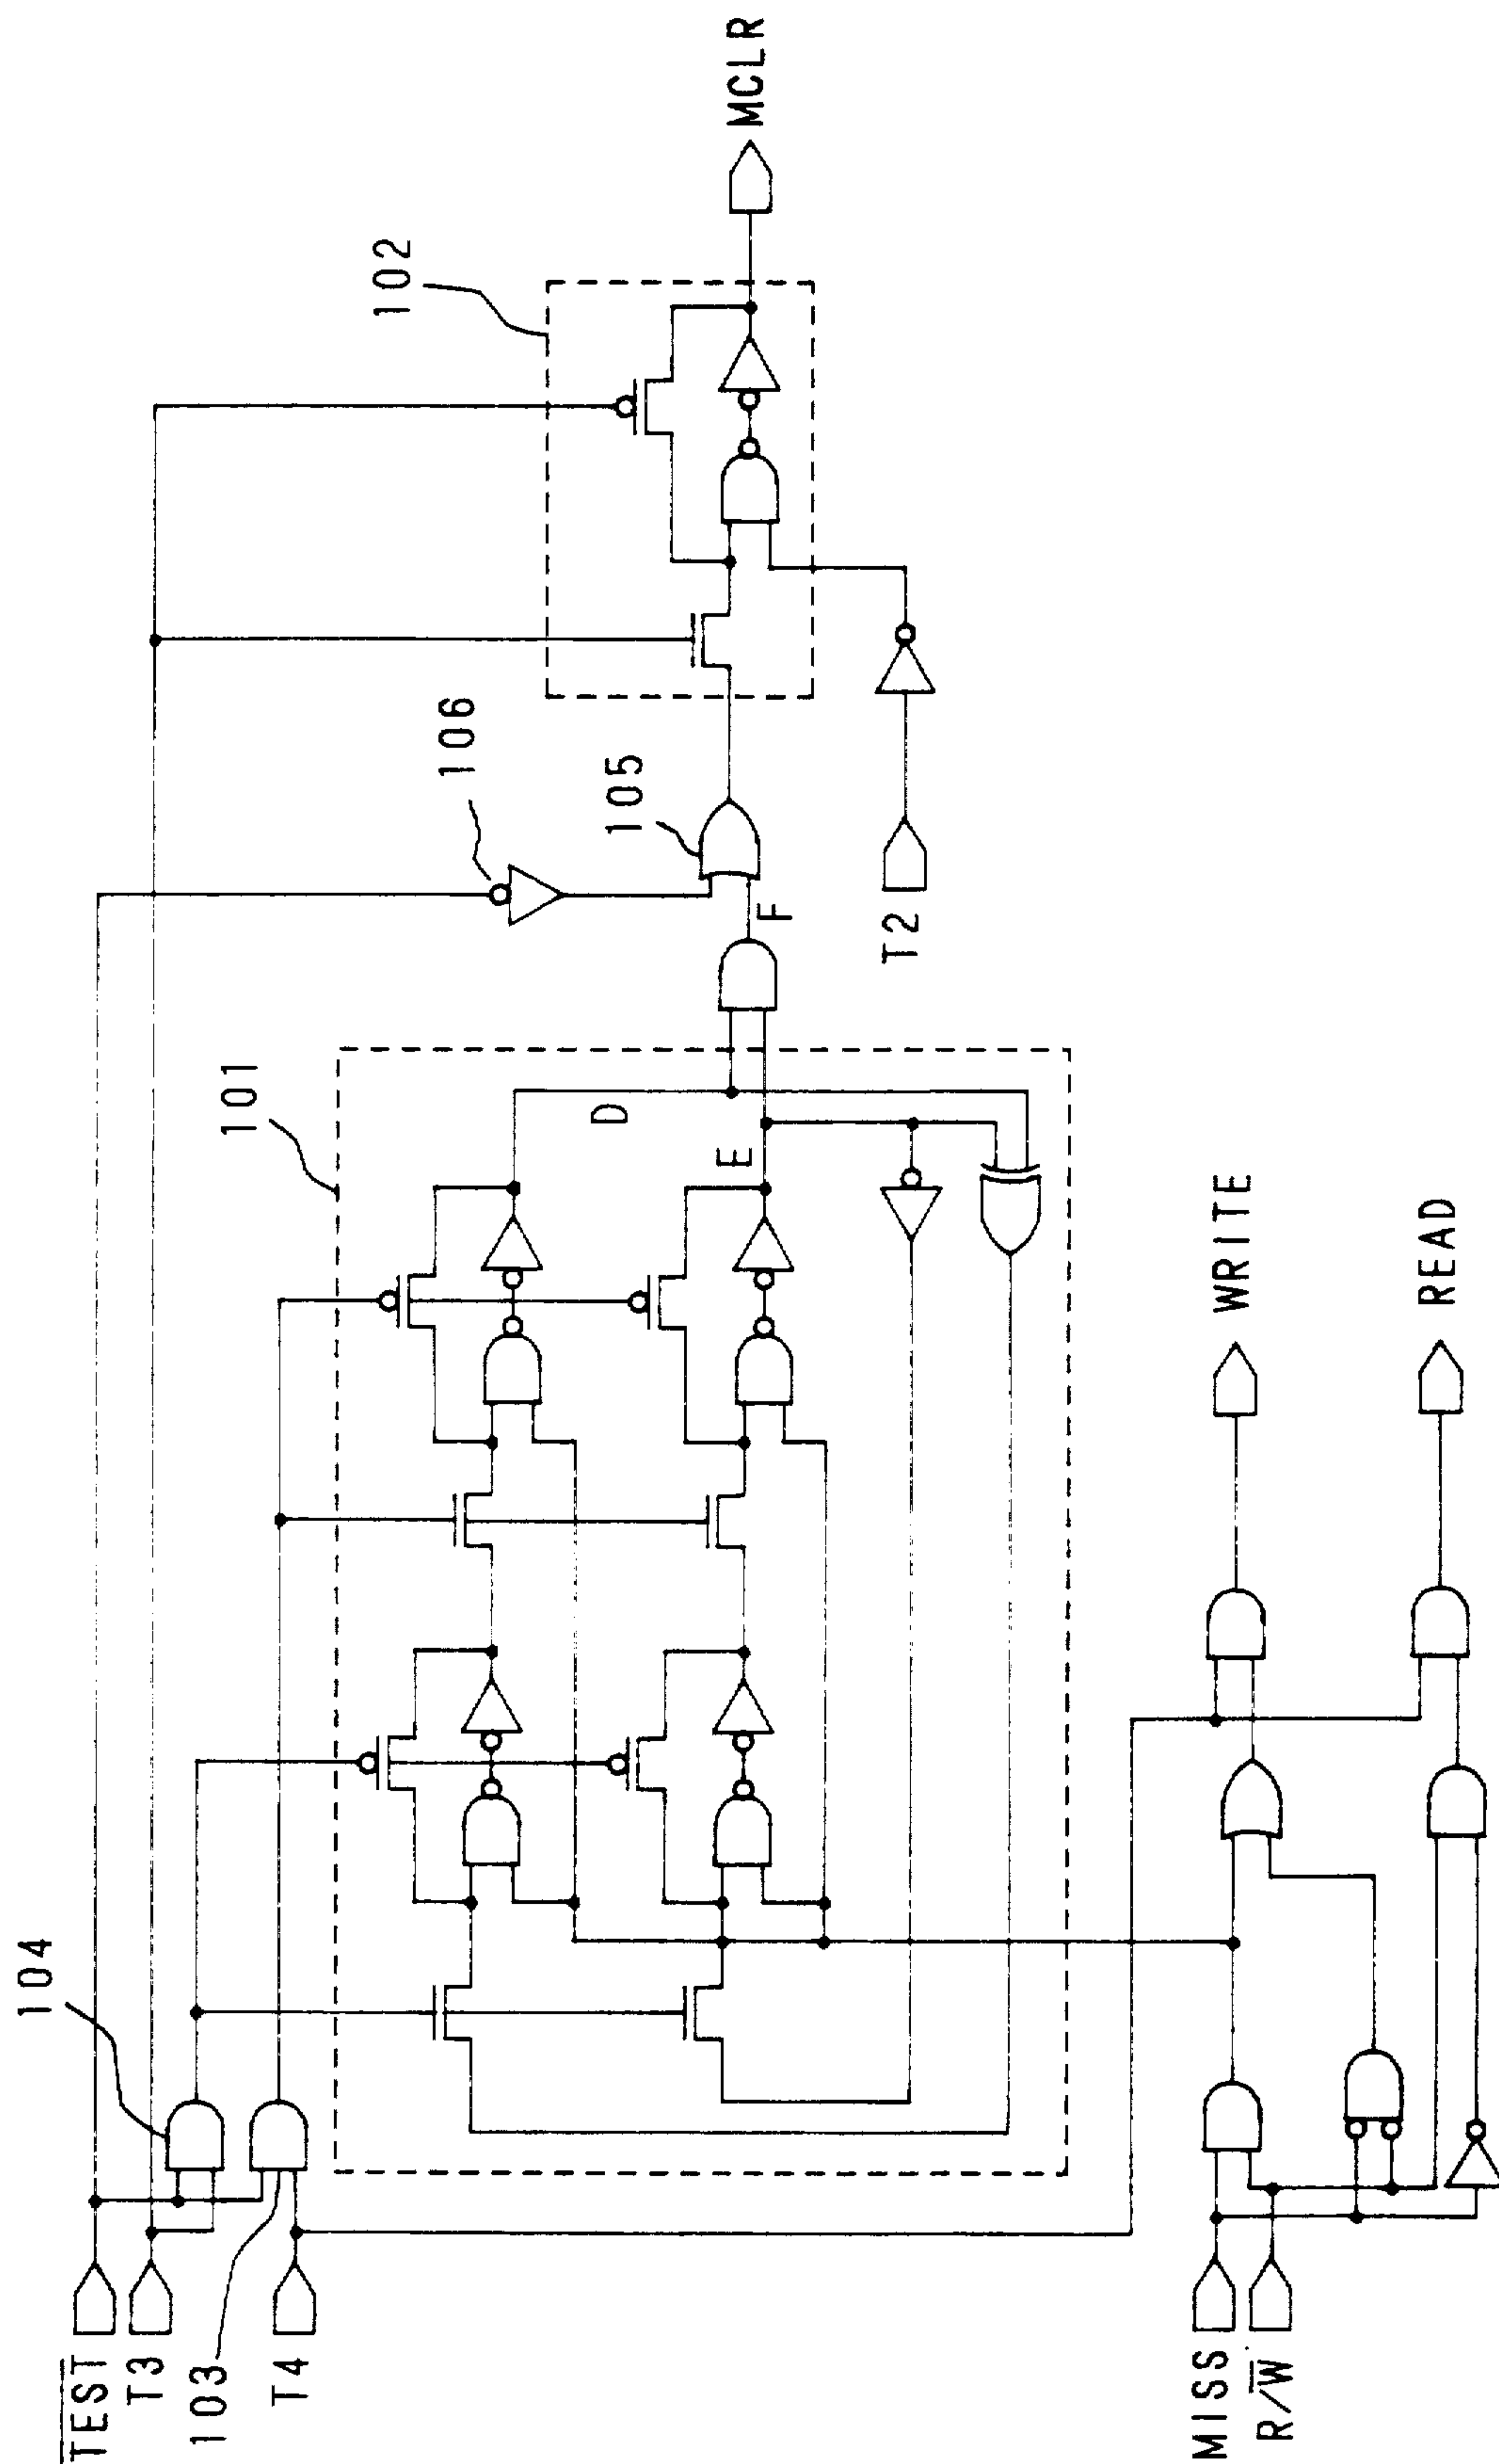 TEST
T3
103
T4
104
101
D
E
F
T2
106
105
102
MCLR
MISS
R/W
WRITE
READ